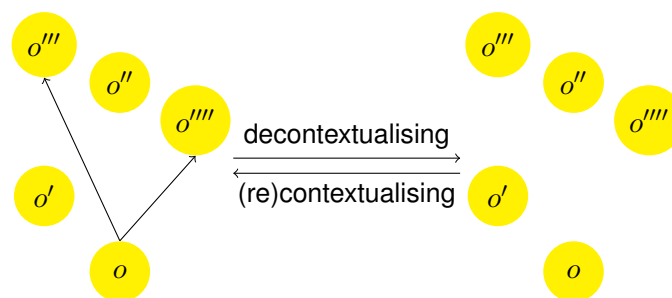 o′′′
o′′
o′′′′
decontextualising
(re)contextualising
o′
o
o′′′
o′′
o′′′′
o′
o